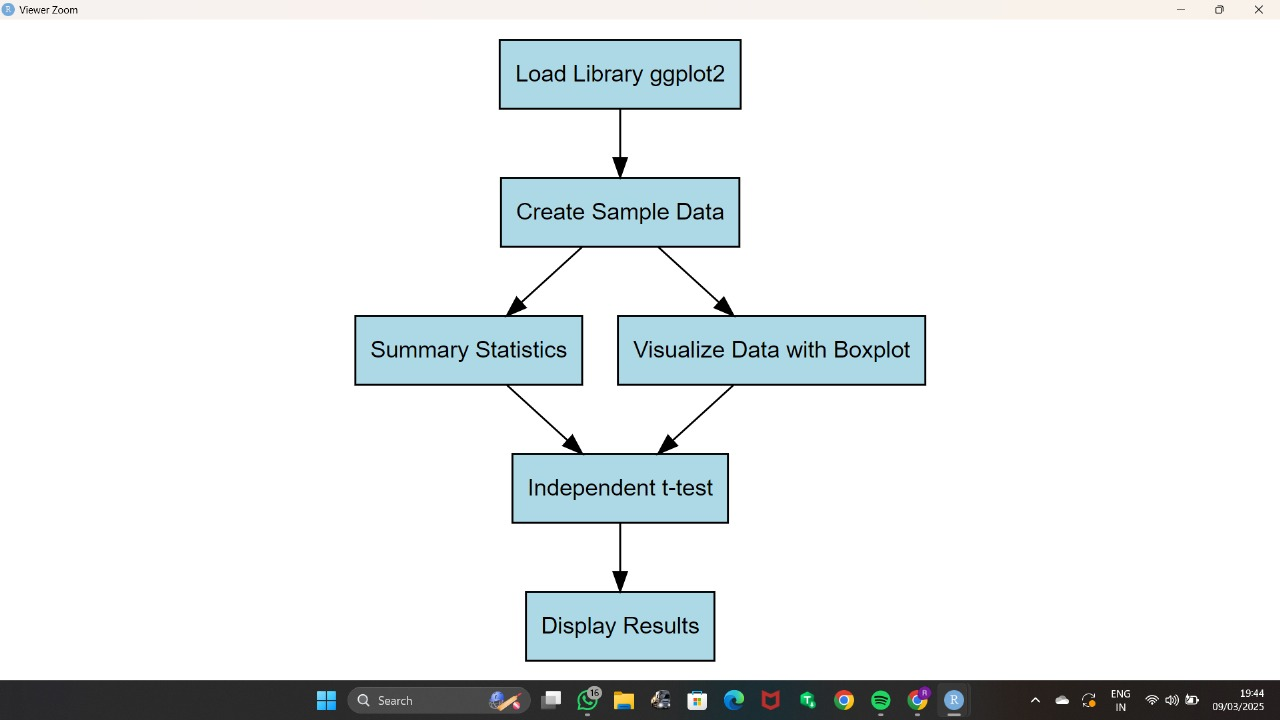 Viewer Zoom
Load Library ggplot2
Create Sample Data
Summary Statistics
Visualize Data with Boxplot
Independent t-test
Display Results
Search
16
R
ENG
IN
19:44
09/03/2025